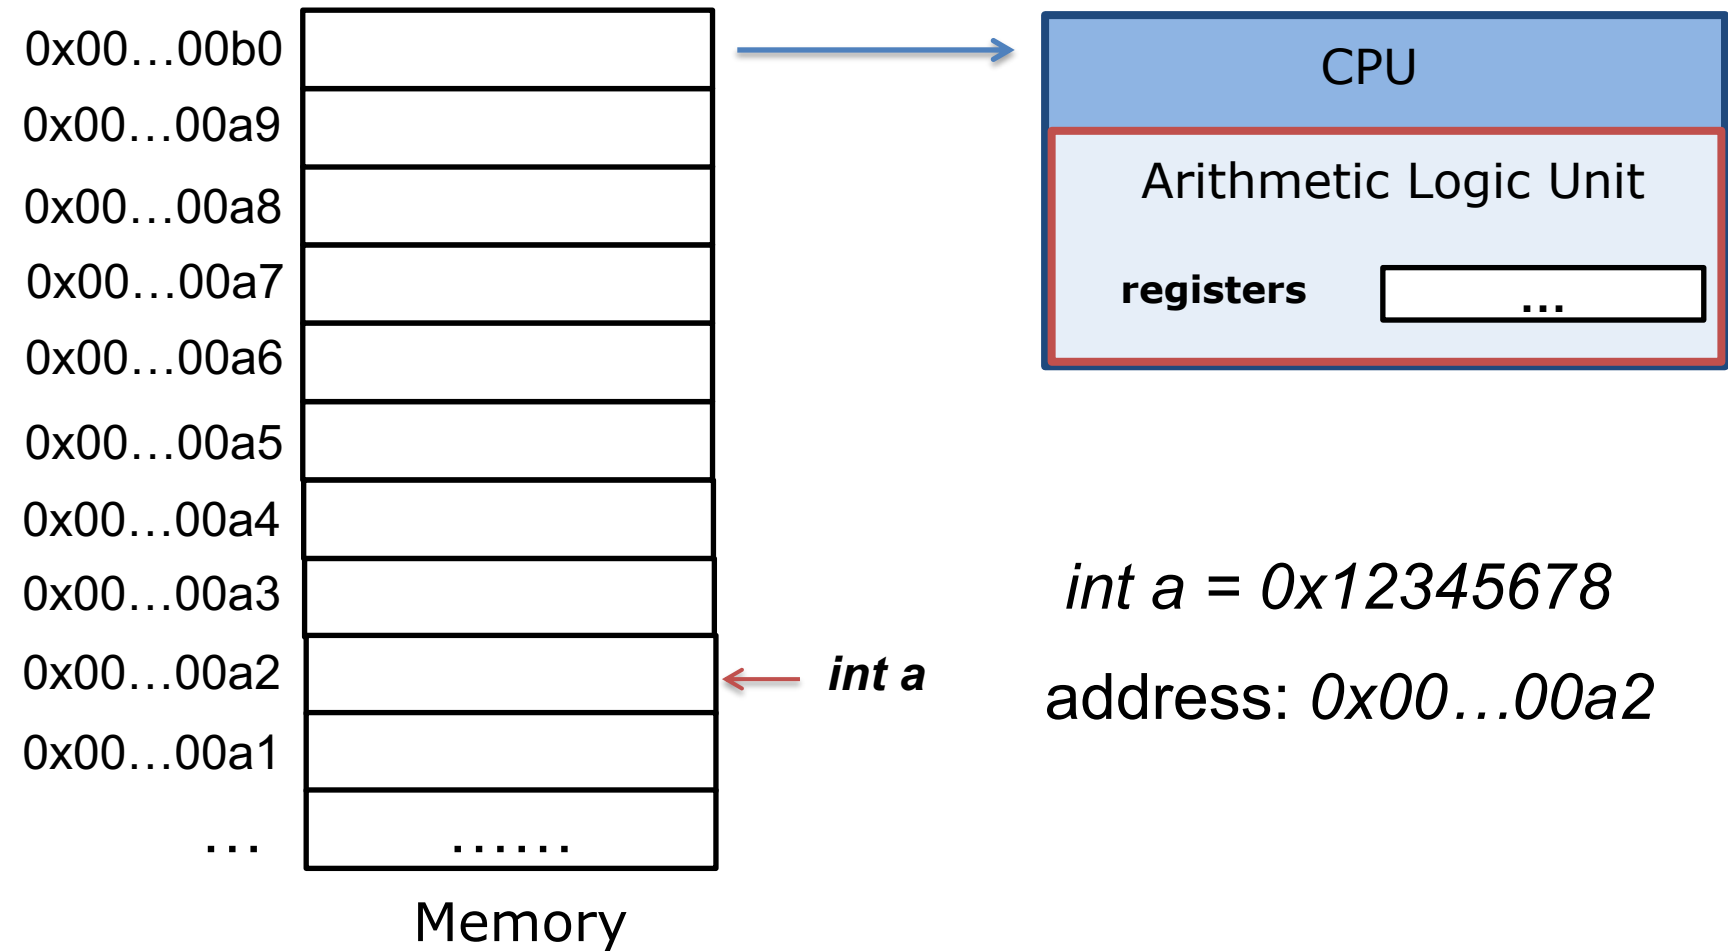 0x00…00b0
0x00…00a9
0x00…00a8
0x00…00a7
0x00…00a6
0x00…00a5
0x00…00a4
0x00…00a3
0x00…00a2
0x00…00a1
…
……
Memory
int a
CPU
Arithmetic Logic Unit
registers
…
int a = 0x12345678
address: 0x00…00a2